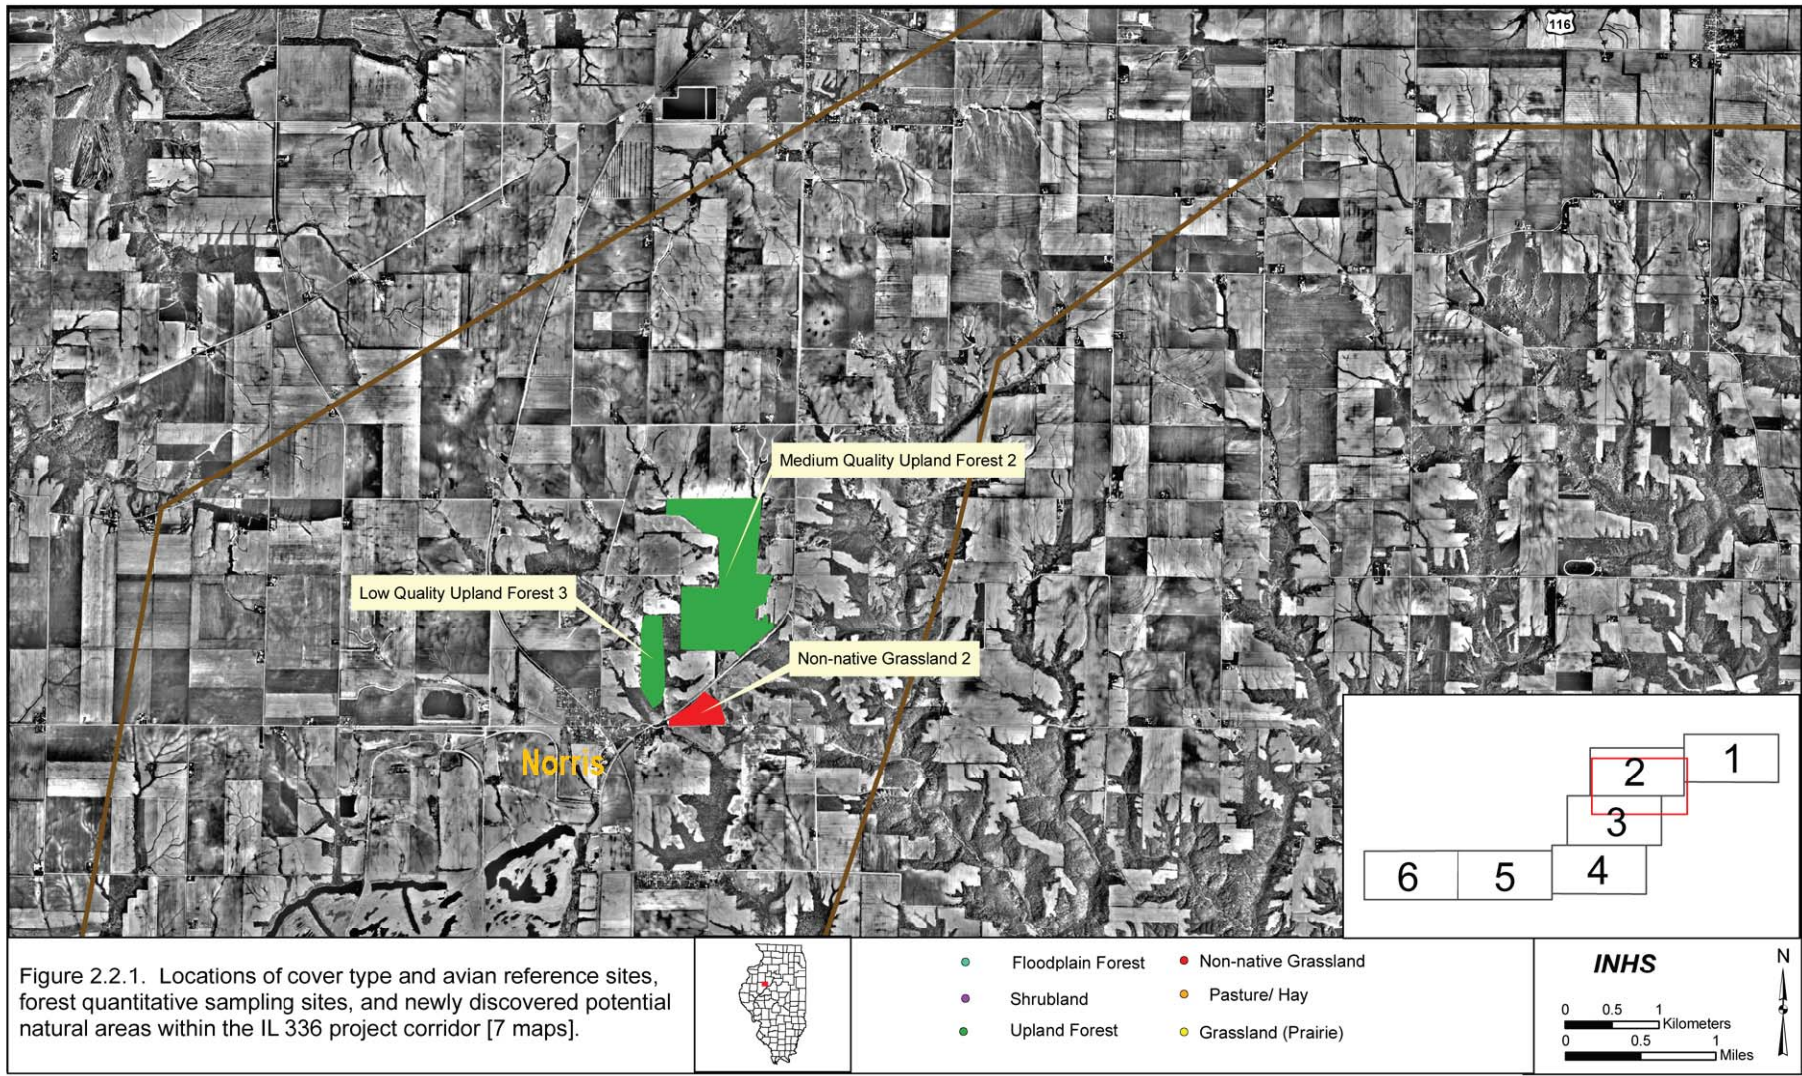 116
Medium Quality Upland Forest 2
Low Quality Upland Forest 3
Non-native Grassland 2
Norris
1
2
3
4
5
6
Figure 2.2.1.  Locations of cover type and avian reference sites,
forest quantitative sampling sites, and newly discovered potential
natural areas within the IL 336 project corridor [7 maps].
Floodplain Forest
Shrubland
Upland Forest
Non-native Grassland
Pasture/ Hay
Grassland (Prairie)
INHS
N
0 0.5 1
Kilometers
0 0.5 1
Miles